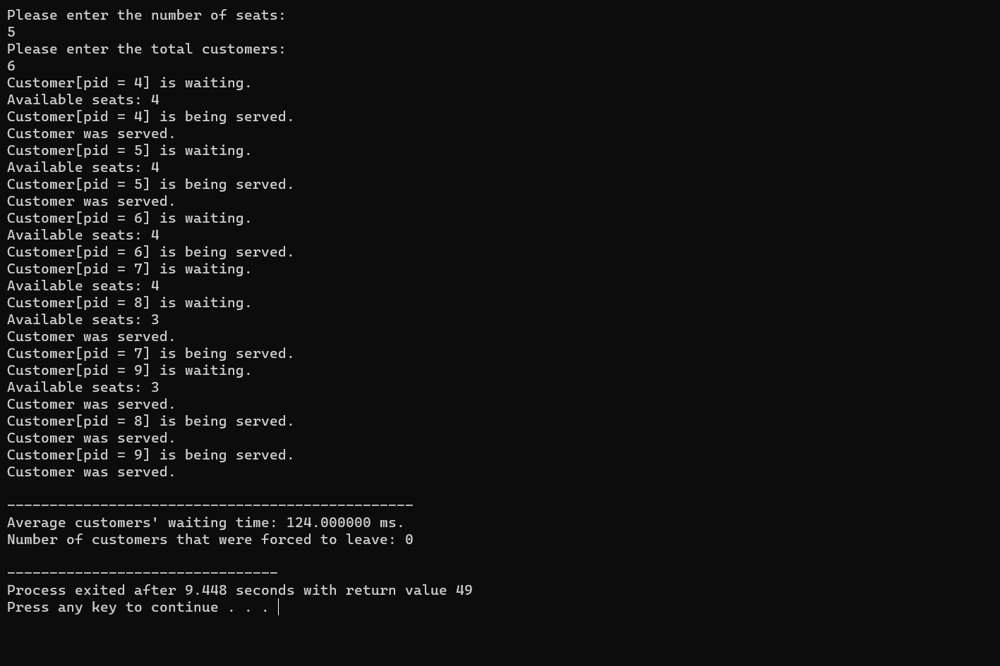 Please enter the number of seats:
5
Please enter the total customers:
6
Customer[pid = 4] is waiting.
Available seats: 4
Customer[pid = 4] is being served.
Customer was served.
Customer[pid = 5] is waiting.
Available seats: 4
Customer[pid = 5] is being served.
Customer was served.
Customer[pid = 6] is waiting.
Available seats: 4
Customer[pid = 6] is being served.
Customer[pid = 7] is waiting.
Available seats: 4
Customer[pid = 8] is waiting.
Available seats: 3
Customer was served.
Customer[pid = 7] is being served.
Customer[pid = 9] is waiting.
Available seats: 3
Customer was served.
Customer[pid = 8] is being served.
Customer was served.
Customer[pid = 9] is being served.
Customer was served.

------------------------------------------------
Average customers' waiting time: 124.000000 ms.
Number of customers that were forced to leave: 0

--------------------------------
Process exited after 9.448 seconds with return value 49
Press any key to continue . . .